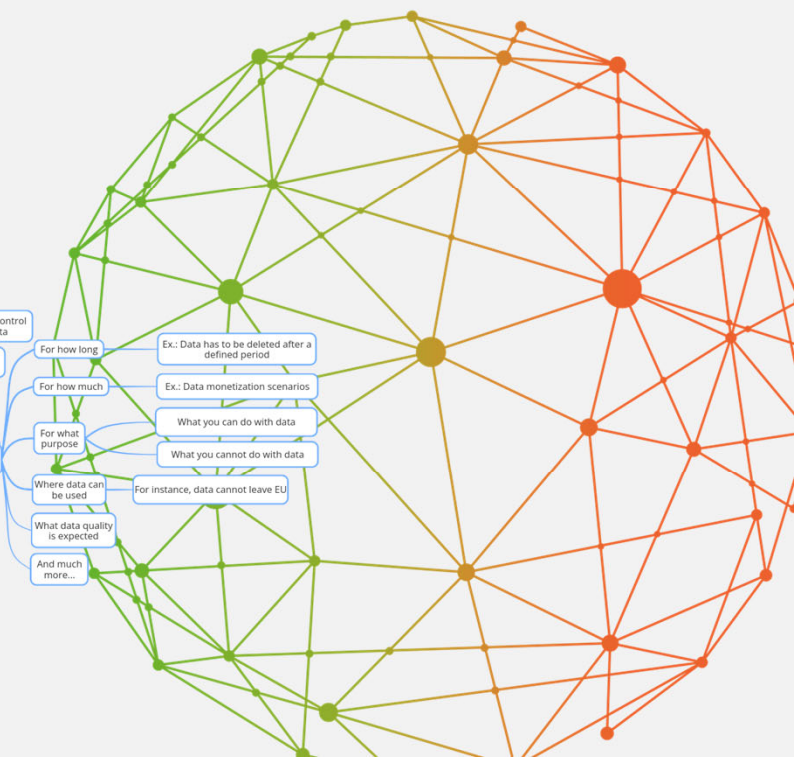 ontrol
ta
For how long
Ex.: Data has to be deleted after a
defined period
For how much
Ex.: Data monetization scenarios
For what
purpose
What you can do with data
What you cannot do with data
Where data can
be used
For instance, data cannot leave EU
What data quality
is expected
And much
more...